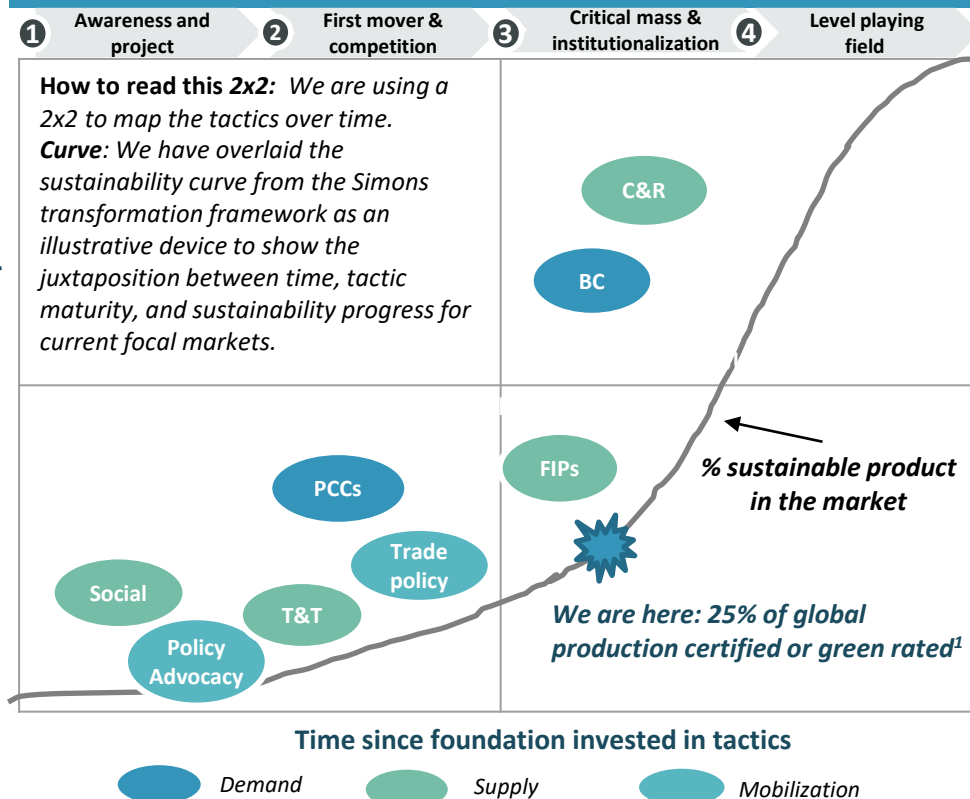 1 Awareness and project
2 First mover & competition
3 Critical mass & institutionalization
4 Level playing field
How to read this 2x2: We are using a
2x2 to map the tactics over time.
Curve: We have overlaid the
sustainability curve from the Simons
transformation framework as an
illustrative device to show the
juxtaposition between time, tactic
maturity, and sustainability progress for
current focal markets.
C&R
BC
FIPs
PCCs
% sustainable product
in the market
Trade
policy
Social
T&T
Policy
Advocacy
We are here: 25% of global
production certified or green rated1
Time since foundation invested in tactics
Demand
Supply
Mobilization